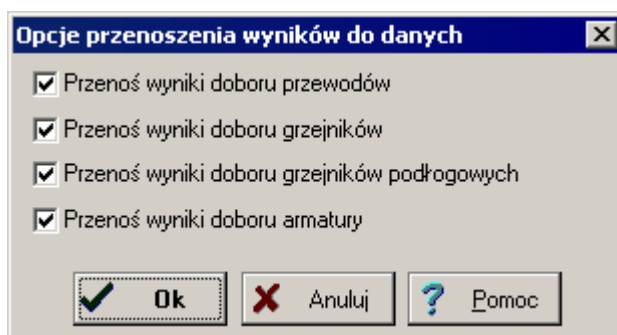 Opcje przenoszenia wyników do danych
Przenoś wyniki doboru przewodów
Przenoś wyniki doboru grzejników
Przenoś wyniki doboru grzejników podłogowych
Przenoś wyniki doboru armatury
Ok Anuluj Pomoc